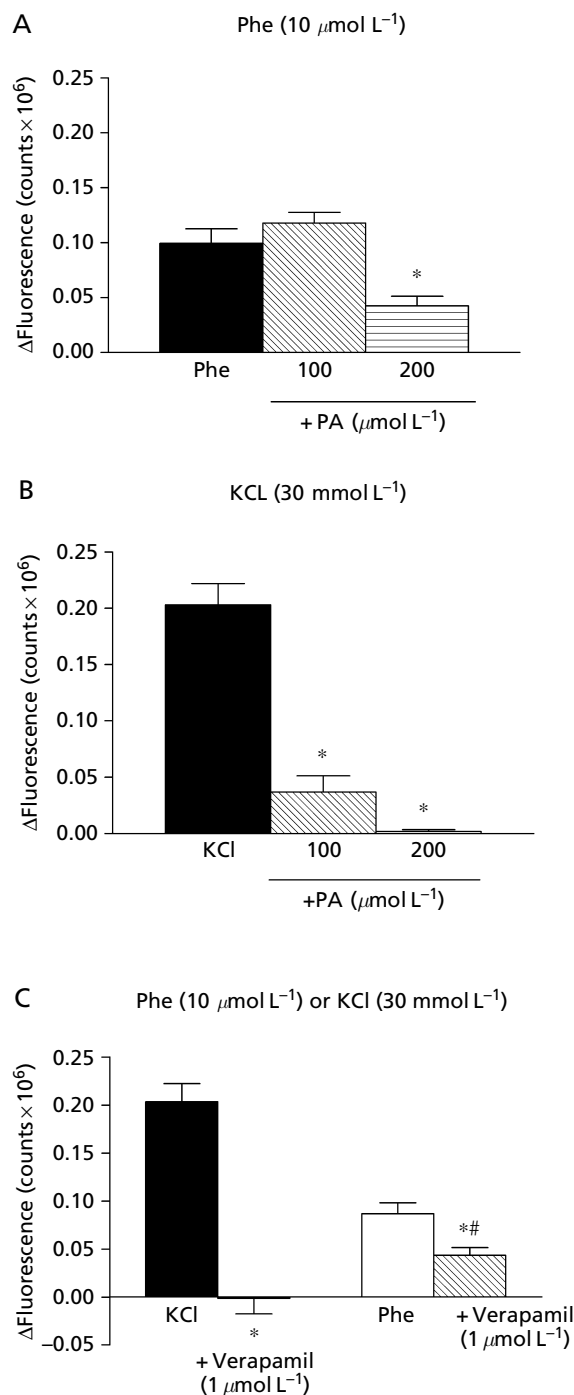 A
Phe (10 μmol L⁻¹)
ΔFluorescence (counts×10⁶)
0.25
0.20
0.15
0.10
0.05
0.00
*
Phe
100
200
+ PA (μmol L⁻¹)
B
KCL (30 mmol L⁻¹)
ΔFluorescence (counts×10⁶)
0.25
0.20
0.15
0.10
0.05
0.00
*
*
KCl
100
200
+PA (μmol L⁻¹)
C
Phe (10 μmol L⁻¹) or KCl (30 mmol L⁻¹)
ΔFluorescence (counts×10⁶)
0.25
0.20
0.15
0.10
0.05
0.00
−0.05
*#
KCl
*
+ Verapamil
(1 μmol L⁻¹)
Phe
+ Verapamil
(1 μmol L⁻¹)